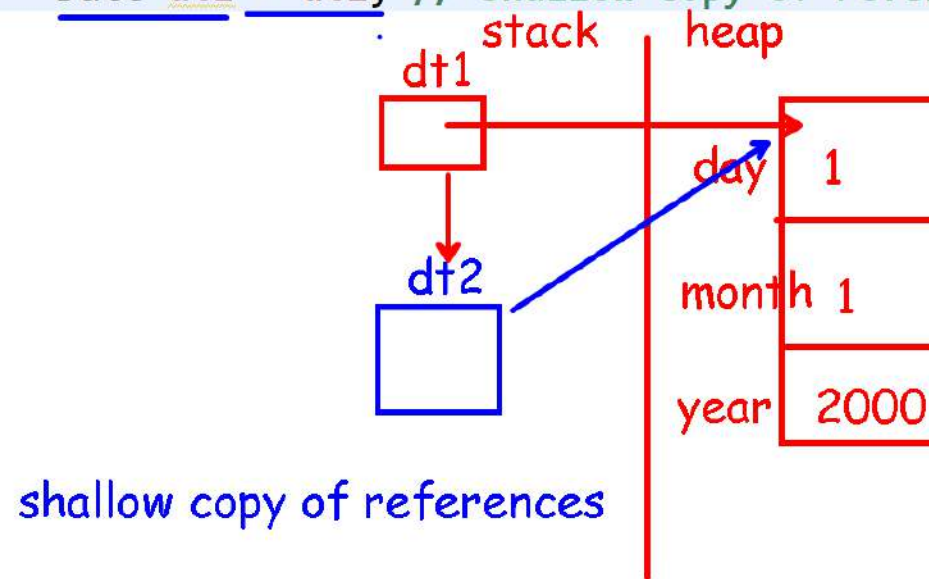 stack heap
dt1
day 1
dt2
month 1
year 2000
shallow copy of references